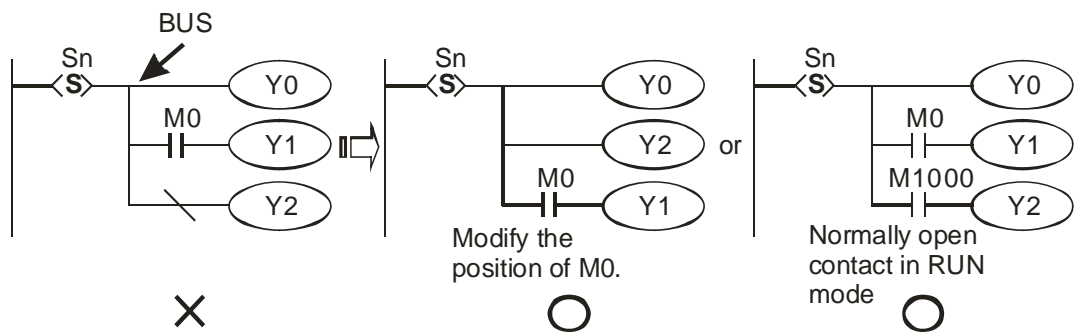 BUS
Sn
S
Y0
M0
Y1
Y2
Sn
S
Y0
Y2
M0
Y1
Modify the
position of M0.
or
Sn
S
Y0
M0
Y1
M1000
Y2
Normally open
contact in RUN
mode